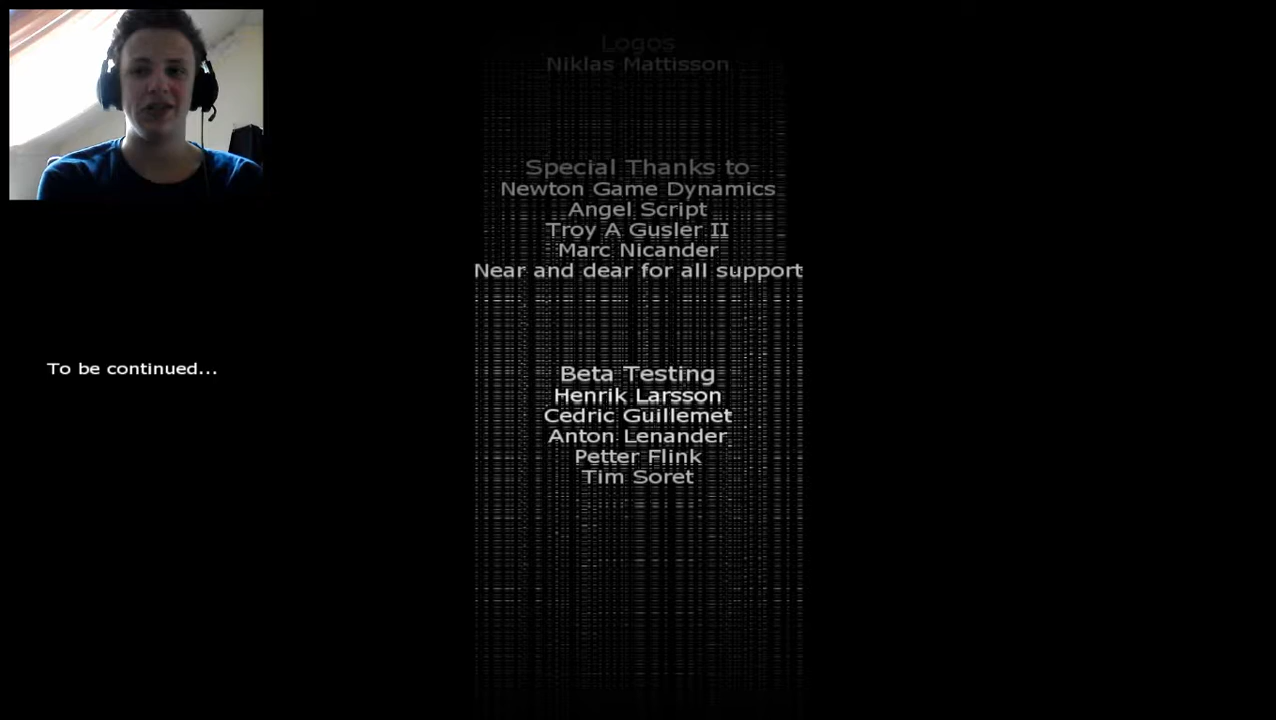 Logos
Niklas Mattisson
Special Thanks to
Newton Game Dynamics
Angel Script
Troy A Gusler II
Marc Nicander
Near and dear for all support
To be continued...
Beta Testing
Henrik Larsson
Cedric Guillemet
Anton Lenander
Petter Flink
Tim Soret